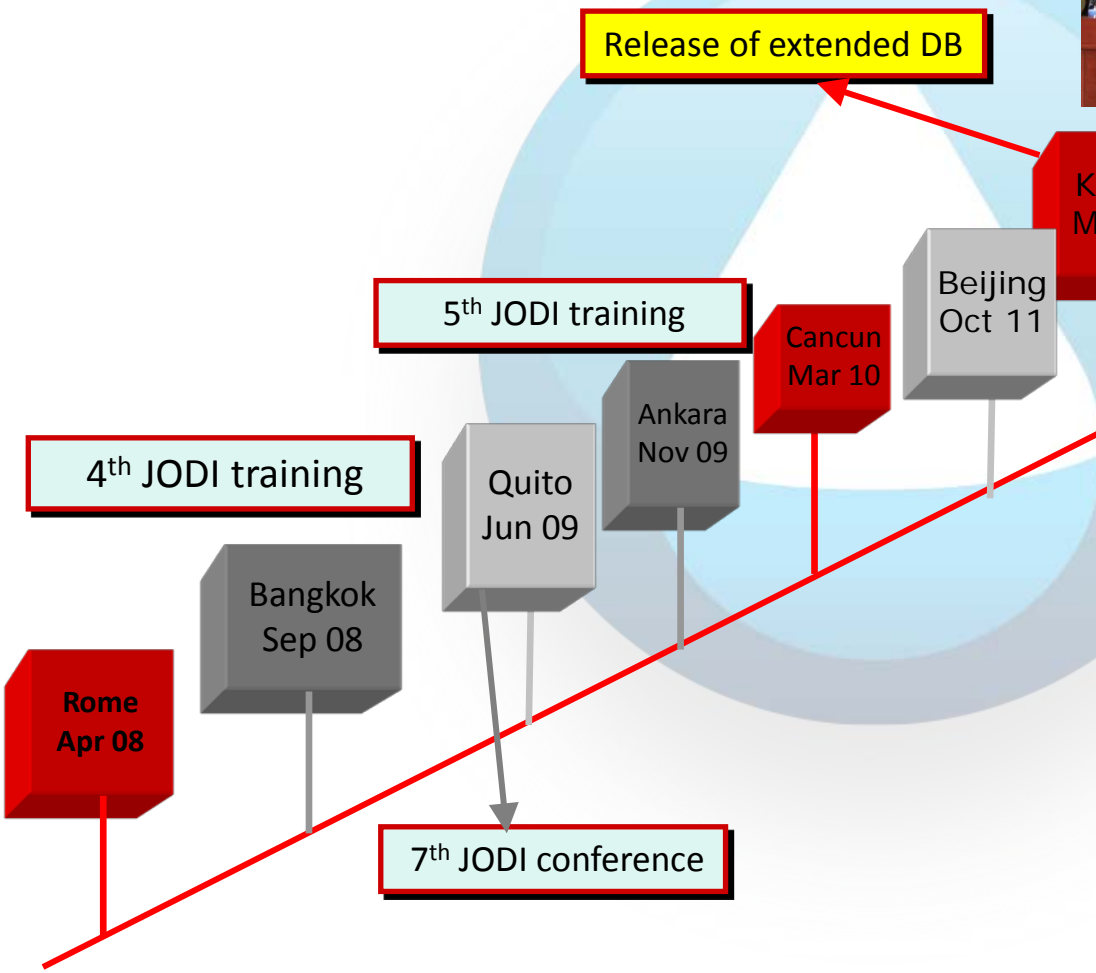 Release of extended DB
Beijing
Oct 11
5th JODI training
Cancun
Mar 10
Ankara
Nov 09
4th JODI training
Quito
Jun 09
Bangkok
Sep 08
Rome
Apr 08
7th JODI conference